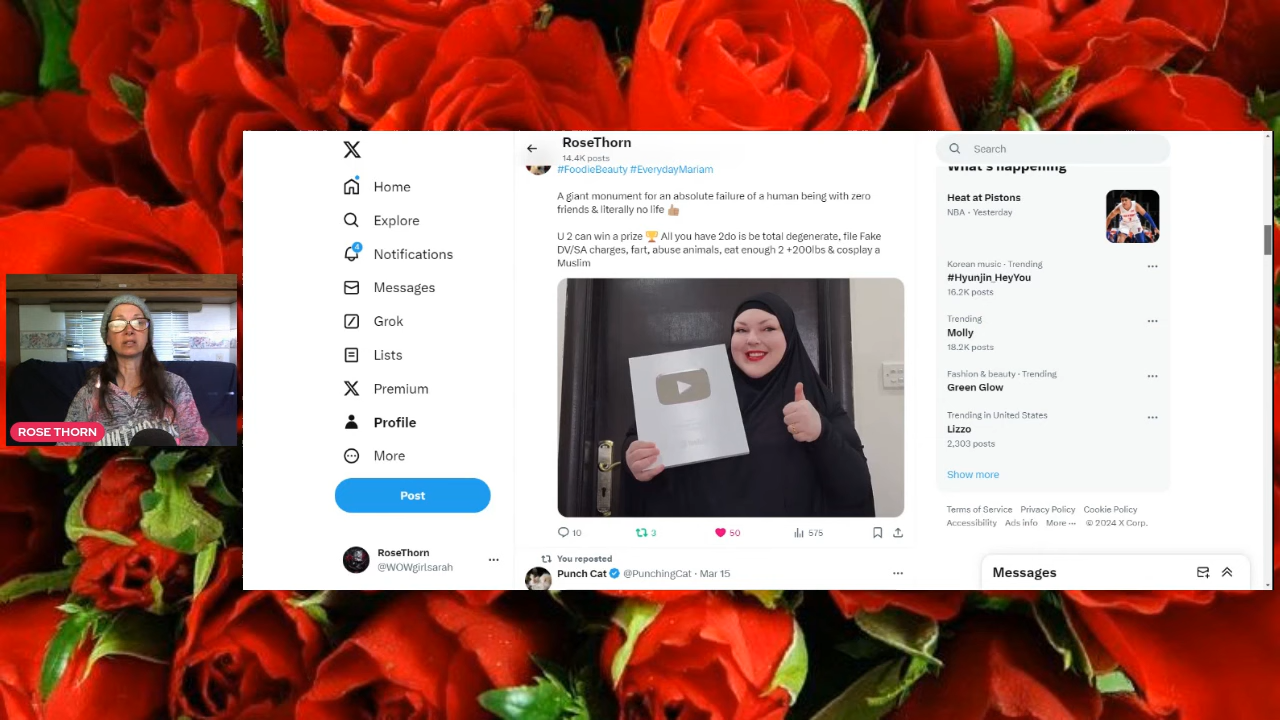 RoseThorn
14.4K posts
#FoodieBeauty #EverydayMariam
A giant monument for an absolute failure of a human being with zero
friends & literally no life 👍🏽
U 2 can win a prize 🏆 All you have 2do is be total degenerate, file Fake
DV/SA charges, fart, abuse animals, eat enough 2 +200lbs & cosplay a
Muslim
10
3
50
575
You reposted
Punch Cat @PunchingCat · Mar 15
Home
Explore
4
Notifications
Messages
Grok
Lists
Premium
Profile
More
Post
RoseThorn
@WOWgirlsarah
Search
What's happening
Heat at Pistons
NBA · Yesterday
Korean music · Trending
#Hyunjin_HeyYou
16.2K posts
Trending
Molly
18.2K posts
Fashion & beauty · Trending
Green Glow
Trending in United States
Lizzo
2,303 posts
Show more
Terms of Service Privacy Policy Cookie Policy
Accessibility Ads info More ··· © 2024 X Corp.
Messages
ROSE THORN